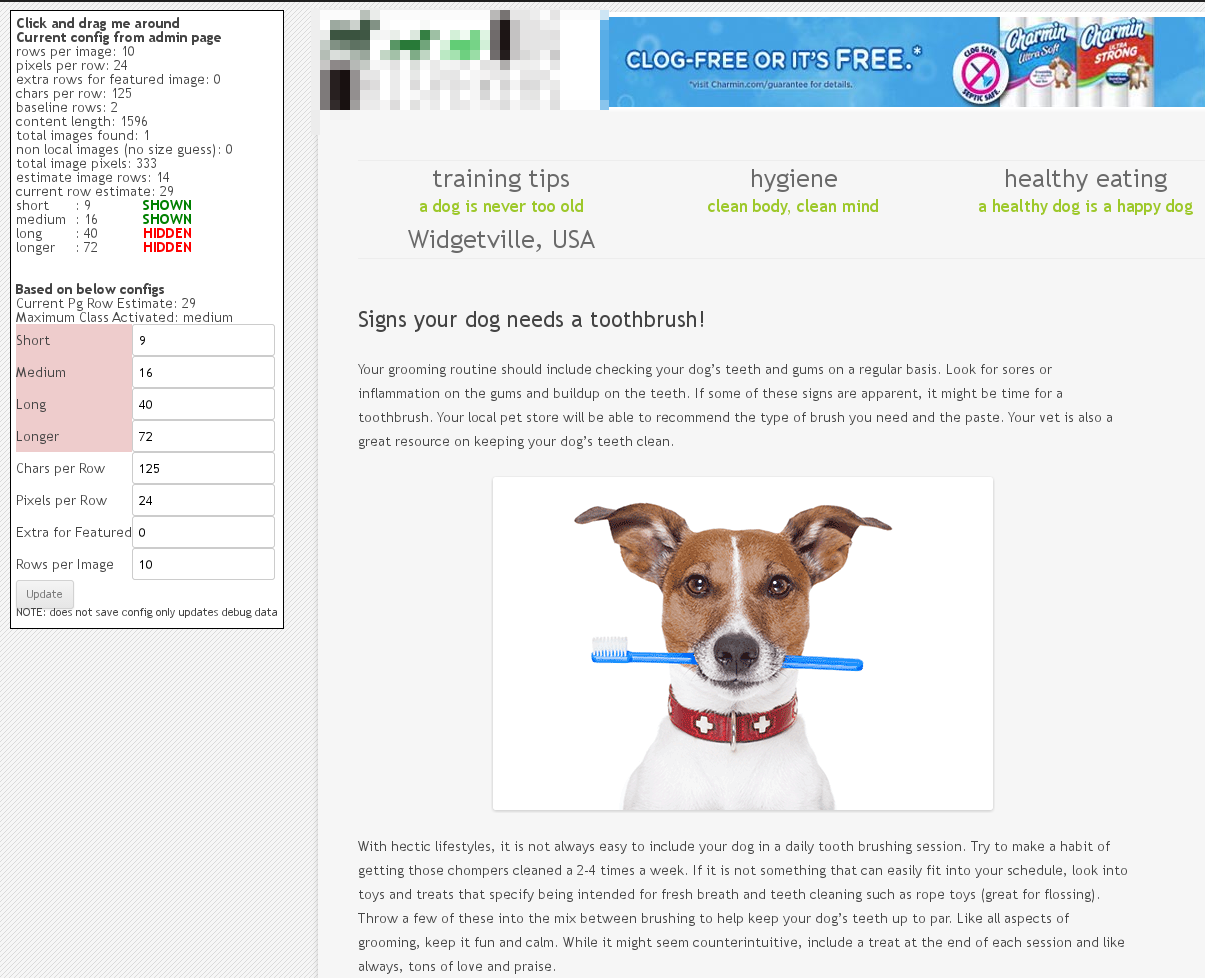 Click and drag me around
Current config from admin page
rows per image: 10
pixels per row: 24
extra rows for featured image: 0
chars per row: 125
baseline rows: 2
content length: 1596
total images found: 1
non local images (no size guess): 0
total image pixels: 333
estimate image rows: 14
current row estimate: 29
short : 9 SHOWN
medium : 16 SHOWN
long : 40 HIDDEN
longer : 72 HIDDEN
Based on below configs
Current Pg Row Estimate: 29
Maximum Class Activated: medium
Short 9
Medium 16
Long 40
Longer 72
Chars per Row 125
Pixels per Row 24
Extra for Featured 0
Rows per Image 10
Update
NOTE: does not save config only updates debug data
CLOG-FREE OR IT'S FREE.*
*visit Charmin.com/guarantee for details.
CLOG SAFE.
SEPTIC SAFE.
Charmin
Ultra Soft
Charmin
ULTRA
STRONG
training tips
a dog is never too old
hygiene
clean body, clean mind
healthy eating
a healthy dog is a happy dog
Widgetville, USA
Signs your dog needs a toothbrush!
Your grooming routine should include checking your dog's teeth and gums on a regular basis. Look for sores or
inflammation on the gums and buildup on the teeth. If some of these signs are apparent, it might be time for a
toothbrush. Your local pet store will be able to recommend the type of brush you need and the paste. Your vet is also a
great resource on keeping your dog's teeth clean.
With hectic lifestyles, it is not always easy to include your dog in a daily tooth brushing session. Try to make a habit of
getting those chompers cleaned a 2-4 times a week. If it is not something that can easily fit into your schedule, look into
toys and treats that specify being intended for fresh breath and teeth cleaning such as rope toys (great for flossing).
Throw a few of these into the mix between brushing to help keep your dog's teeth up to par. Like all aspects of
grooming, keep it fun and calm. While it might seem counterintuitive, include a treat at the end of each session and like
always, tons of love and praise.